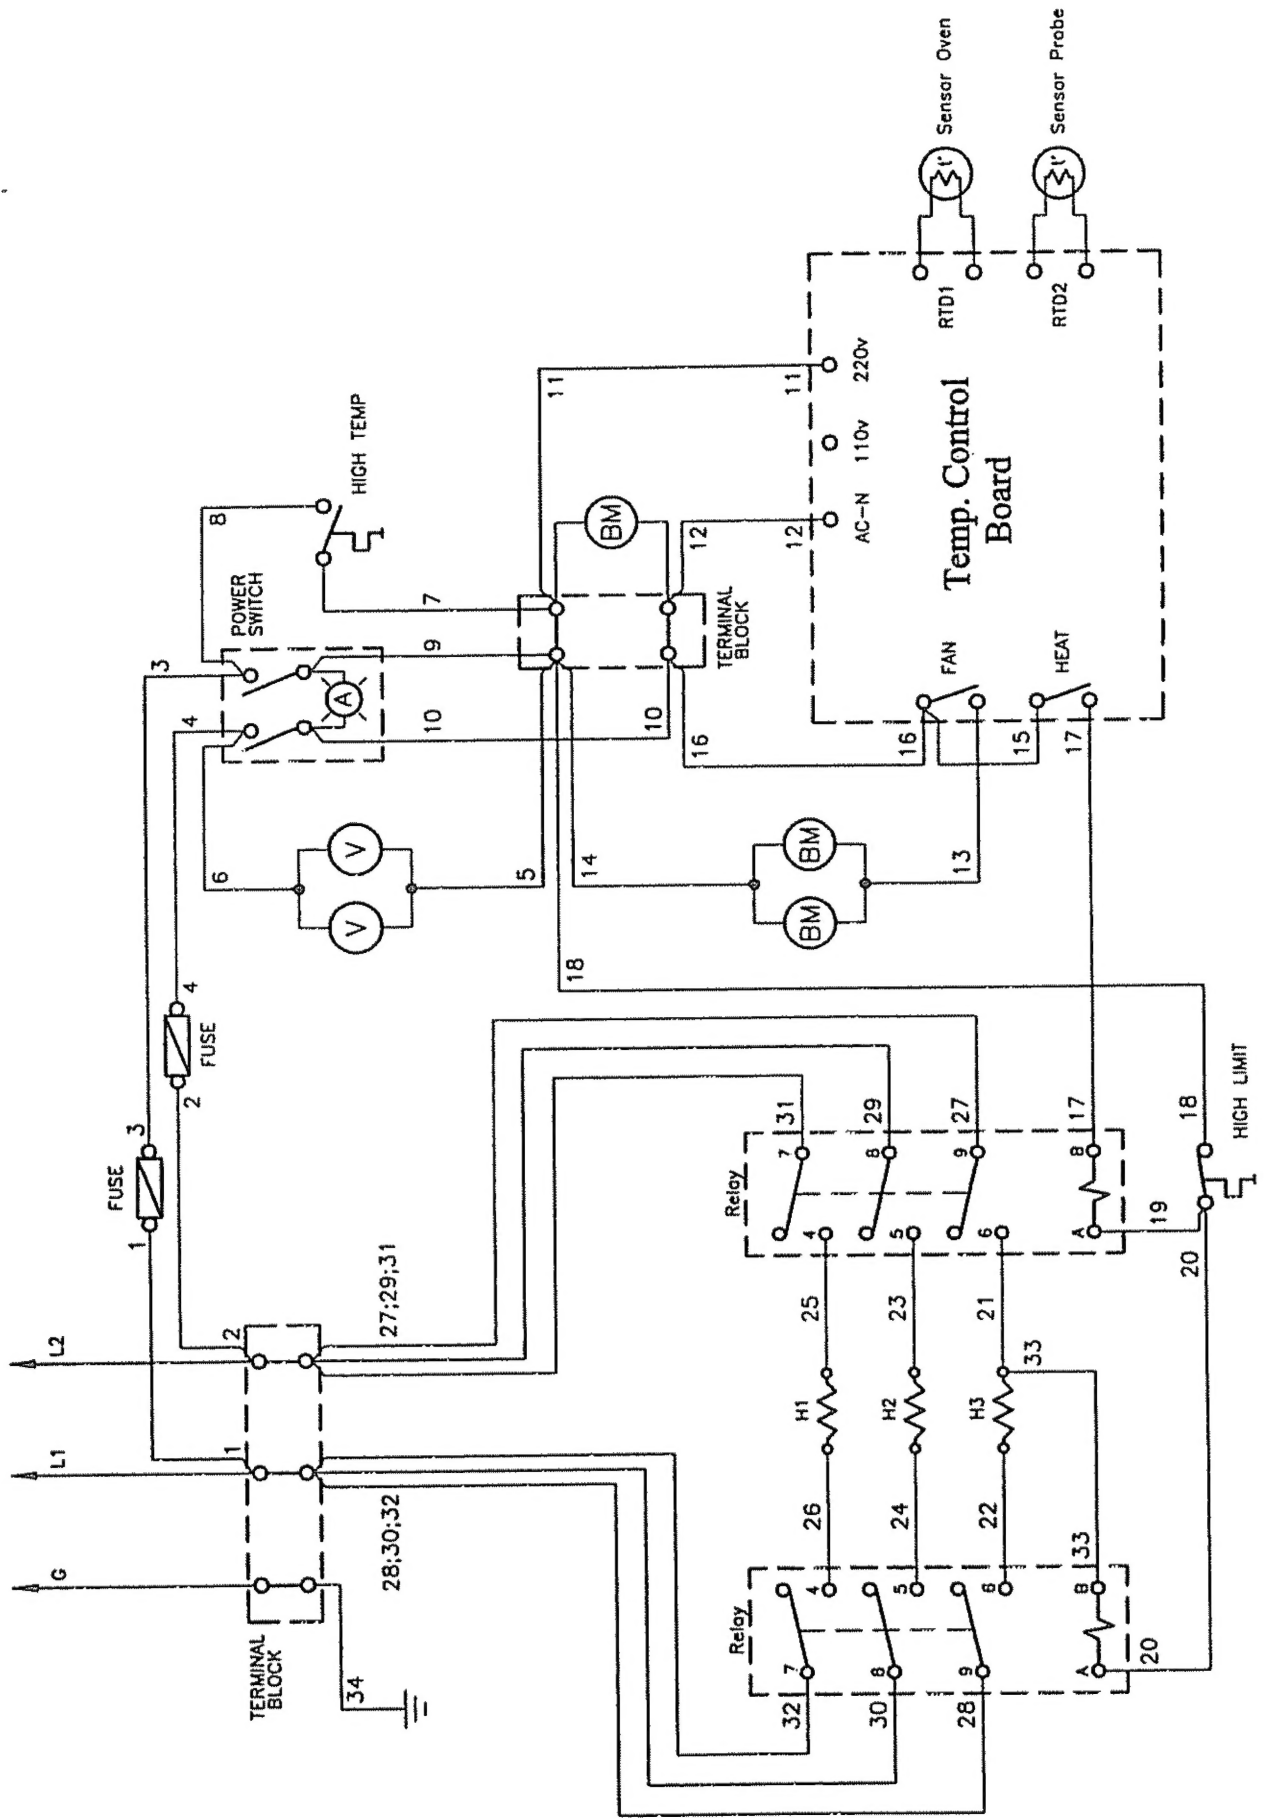 G
L1
L2
TERMINAL
BLOCK
1
2
34
28;30;32
27;29;31
1
FUSE
3
2
FUSE
4
3
4
POWER
SWITCH
A
8
HIGH TEMP
7
9
10
6
V
V
5
14
18
BM
BM
13
10
16
TERMINAL
BLOCK
BM
11
12
11
12
220v
110v
AC-N
Temp. Control
Board
RTD1
RTD2
Sensor Oven
Sensor Probe
t°
t°
FAN
HEAT
16
15
17
Relay
7
8
9
4
5
6
A
B
31
29
27
17
18
HIGH LIMIT
19
20
25
23
21
H1
H2
H3
33
26
24
22
33
Relay
4
5
6
7
8
9
B
A
32
30
28
20